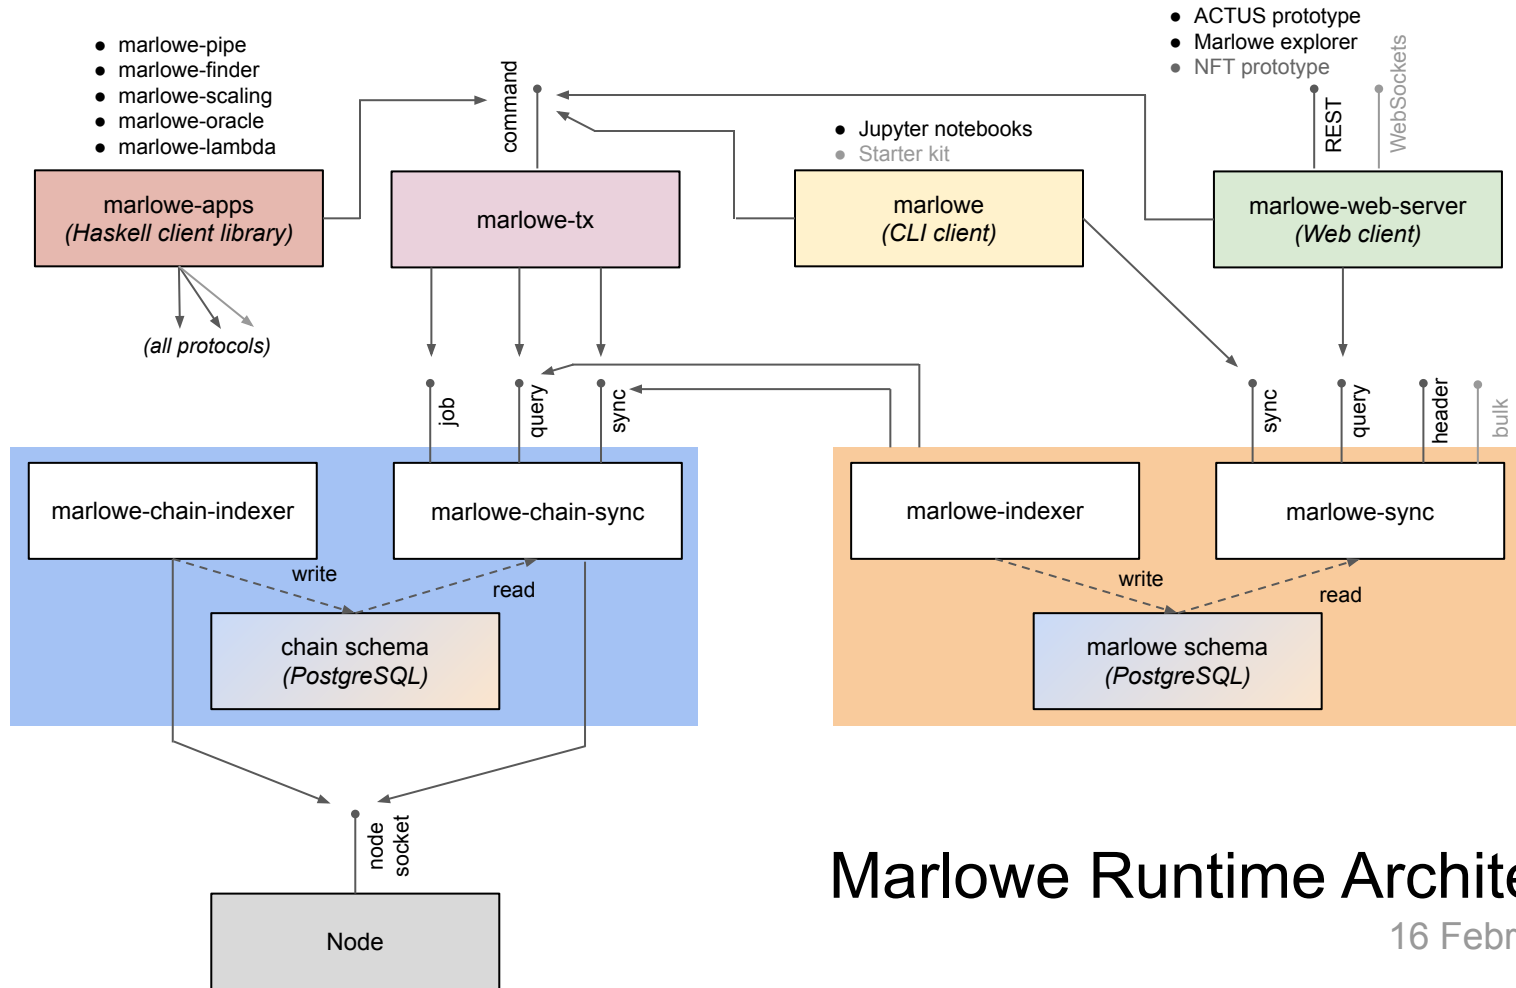 ● ACTUS prototype
● Marlowe explorer
● NFT prototype
● marlowe-pipe
● marlowe-finder
● marlowe-scaling
● marlowe-oracle
● marlowe-lambda
command
● Jupyter notebooks
● Starter kit
REST
WebSockets
marlowe-apps
(Haskell client library)
marlowe-tx
marlowe
(CLI client)
marlowe-web-server
(Web client)
(all protocols)
job
query
sync
sync
query
header
bulk
marlowe-chain-indexer
marlowe-chain-sync
marlowe-indexer
marlowe-sync
write
read
write
read
chain schema
(PostgreSQL)
marlowe schema
(PostgreSQL)
node
socket
Node
Marlowe Runtime Archite
16 Febr